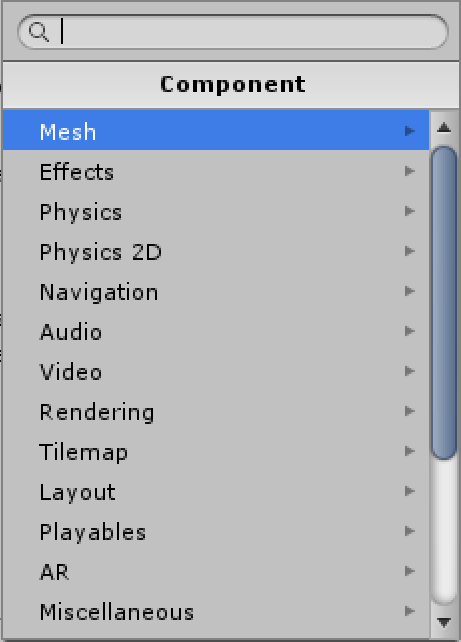 Component
Mesh
Effects
Physics
Physics 2D
Navigation
Audio
Video
Rendering
Tilemap
Layout
Playables
AR
Miscellaneous